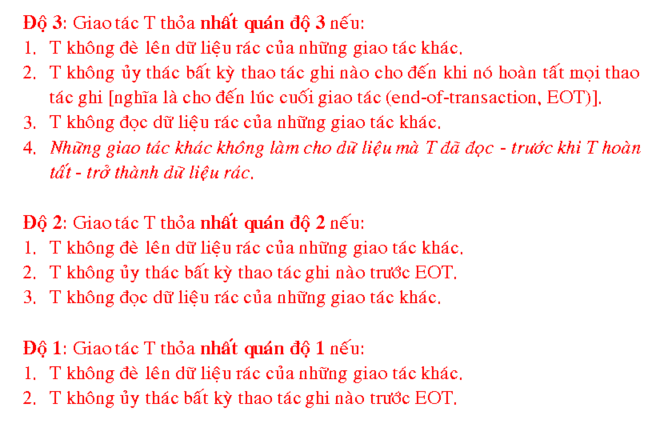 Độ 3: Giao tác T thỏa nhất quán độ 3 nếu:
1. T không đè lên dữ liệu rác của những giao tác khác.
2. T không ủy thác bất kỳ thao tác ghi nào cho đến khi nó hoàn tất mọi thao
tác ghi [nghĩa là cho đến lúc cuối giao tác (end-of-transaction, EOT)].
3. T không đọc dữ liệu rác của những giao tác khác.
4. Những giao tác khác không làm cho dữ liệu mà T đã đọc - trước khi T hoàn
tất - trở thành dữ liệu rác.
Độ 2: Giao tác T thỏa nhất quán độ 2 nếu:
1. T không đè lên dữ liệu rác của những giao tác khác.
2. T không ủy thác bất kỳ thao tác ghi nào trước EOT.
3. T không đọc dữ liệu rác của những giao tác khác.
Độ 1: Giao tác T thỏa nhất quán độ 1 nếu:
1. T không đè lên dữ liệu rác của những giao tác khác.
2. T không ủy thác bất kỳ thao tác ghi nào trước EOT.